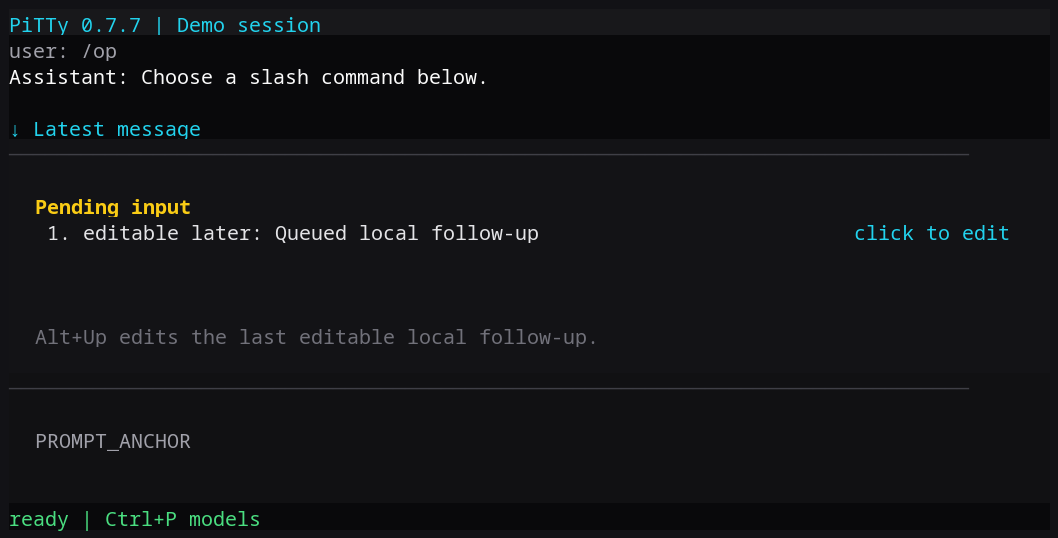 PiTTy 0.7.7 | Demo session
user: /op
Assistant: Choose a slash command below.
↓ Latest message
Pending input
1. editable later: Queued local follow-up click to edit
Alt+Up edits the last editable local follow-up.
PROMPT_ANCHOR
ready | Ctrl+P models